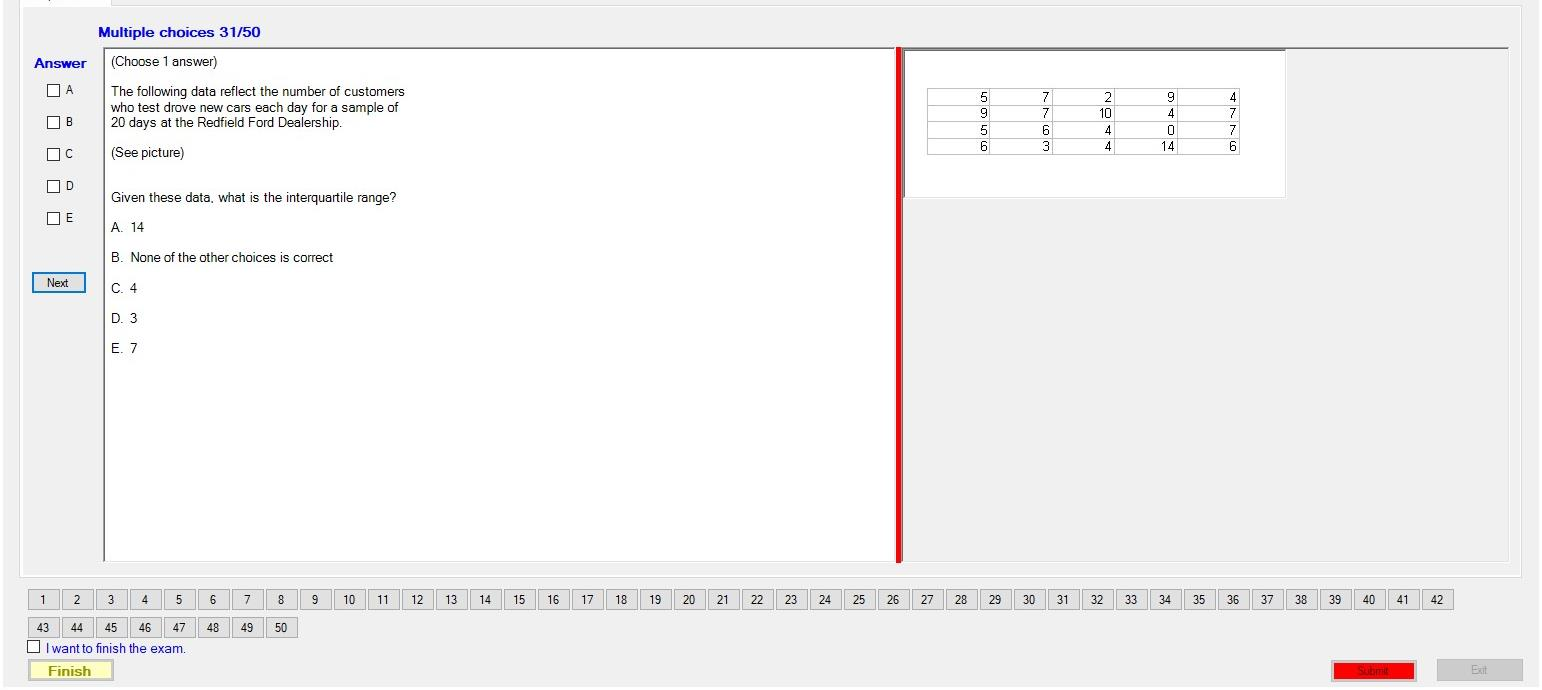 Multiple choices 31/50
Answer
A
B
C
D
E
Next
(Choose 1 answer)
The following data reflect the number of customers
who test drove new cars each day for a sample of
20 days at the Redfield Ford Dealership.
(See picture)
Given these data, what is the interquartile range?
A. 14
B. None of the other choices is correct
C. 4
D. 3
E. 7
5 7 2 9 4
9 7 10 4 7
5 6 4 0 7
6 3 4 14 6
1 2 3 4 5 6 7 8 9 10 11 12 13 14 15 16 17 18 19 20 21 22 23 24 25 26 27 28 29 30 31 32 33 34 35 36 37 38 39 40 41 42
43 44 45 46 47 48 49 50
I want to finish the exam.
Finish
Submit
Exit